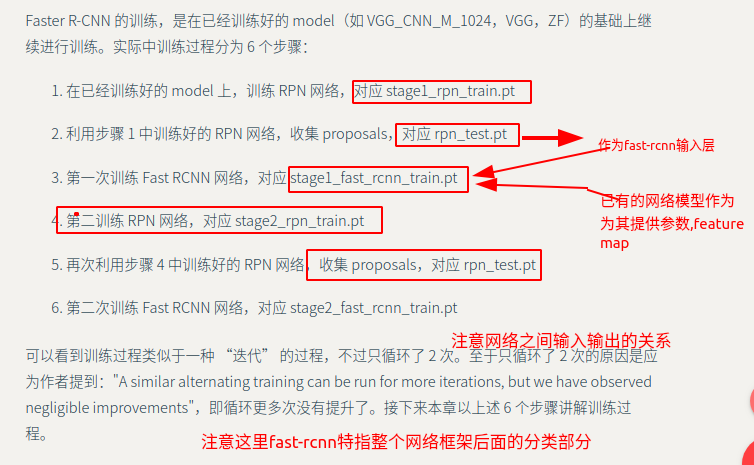 Faster R-CNN 的训练，是在已经训练好的 model（如 VGG_CNN_M_1024，VGG，ZF）的基础上继
续进行训练。实际中训练过程分为 6 个步骤：
1. 在已经训练好的 model 上，训练 RPN 网络，对应 stage1_rpn_train.pt
2. 利用步骤 1 中训练好的 RPN 网络，收集 proposals，对应 rpn_test.pt
作为fast-rcnn输入层
3. 第一次训练 Fast RCNN 网络，对应 stage1_fast_rcnn_train.pt
已有的网络模型作为
为其提供参数,feature
map
4. 第二训练 RPN 网络，对应 stage2_rpn_train.pt
5. 再次利用步骤 4 中训练好的 RPN 网络，收集 proposals，对应 rpn_test.pt
6. 第二次训练 Fast RCNN 网络，对应 stage2_fast_rcnn_train.pt
注意网络之间输入输出的关系
可以看到训练过程类似于一种 “迭代” 的过程，不过只循环了 2 次。至于只循环了 2 次的原因是应
为作者提到："A similar alternating training can be run for more iterations, but we have observed
negligible improvements"，即循环更多次没有提升了。接下来本章以上述 6 个步骤讲解训练过
程。
注意这里fast-rcnn特指整个网络框架后面的分类部分